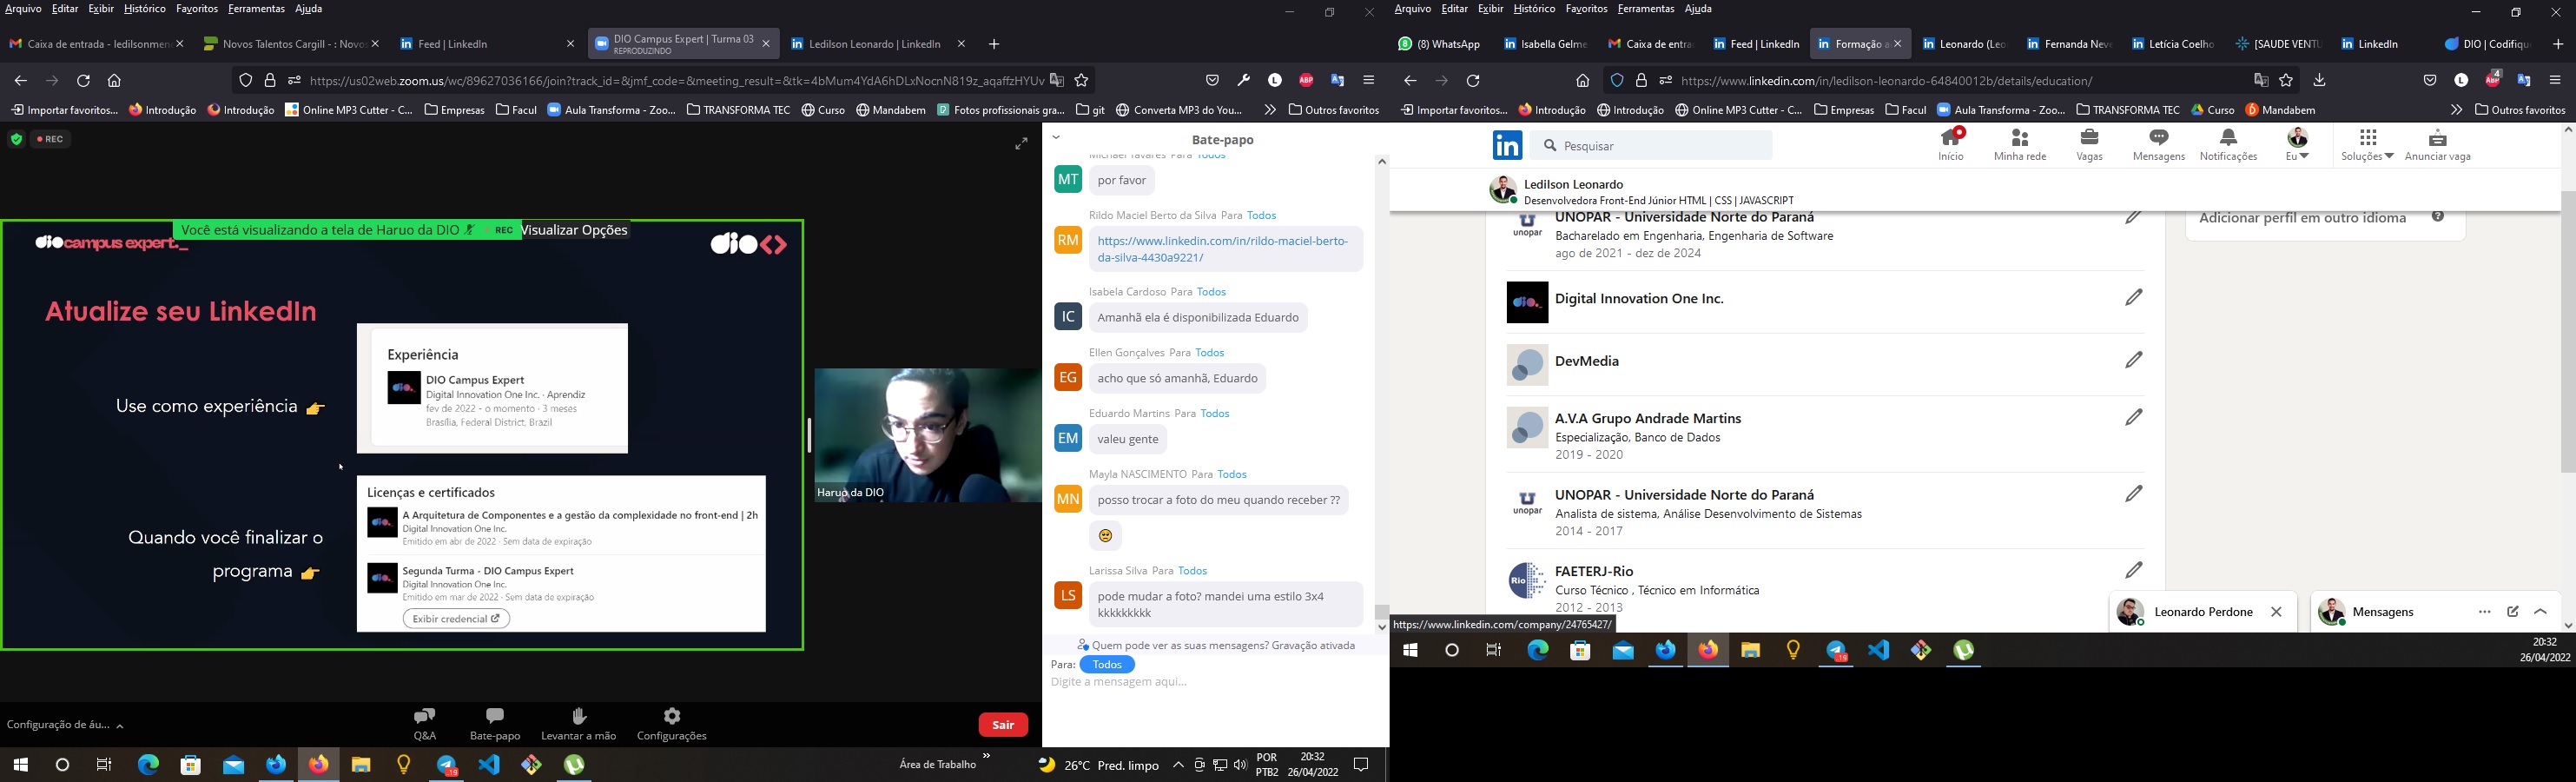 Arquivo Editar Exibir Histórico Favoritos Ferramentas Ajuda
Caixa de entrada - ledilsonmen
Novos Talentos Cargill - : Novos
Feed | LinkedIn
DIO Campus Expert | Turma 03
REPRODUZINDO
Ledilson Leonardo | LinkedIn
https://us02web.zoom.us/wc/89627036166/join?track_id=&jmf_code=&meeting_result=&tk=4bMum4YdA6hDLxNocnN819z_aqaffzHYUv
Importar favoritos... Introdução Introdução Online MP3 Cutter - C... Empresas Facul Aula Transforma - Zoo... TRANSFORMA TEC Curso Mandabem Fotos profissionais gra... git Converta MP3 do You... Outros favoritos
REC
Você está visualizando a tela de Haruo da DIO REC Visualizar Opções
dio campus expert._
dio
Atualize seu LinkedIn
Use como experiência
Experiência
DIO Campus Expert
Digital Innovation One Inc. · Aprendiz
fev de 2022 - o momento · 3 meses
Brasília, Federal District, Brazil
Quando você finalizar o
programa
Licenças e certificados
A Arquitetura de Componentes e a gestão da complexidade no front-end | 2h
Digital Innovation One Inc.
Emitido em abr de 2022 · Sem data de expiração
Segunda Turma - DIO Campus Expert
Digital Innovation One Inc.
Emitido em mar de 2022 · Sem data de expiração
Exibir credencial
Haruo da DIO
Configuração de áu...
Q&A
Bate-papo
Levantar a mão
Configurações
Sair
Bate-papo
Michael Tavares Para Todos
MT
por favor
Rildo Maciel Berto da Silva Para Todos
RM
https://www.linkedin.com/in/rildo-maciel-berto-
da-silva-4430a9221/
Isabela Cardoso Para Todos
IC
Amanhã ela é disponibilizada Eduardo
Ellen Gonçalves Para Todos
EG
acho que só amanhã, Eduardo
Eduardo Martins Para Todos
EM
valeu gente
Mayla NASCIMENTO Para Todos
MN
posso trocar a foto do meu quando receber ??
Larissa Silva Para Todos
LS
pode mudar a foto? mandei uma estilo 3x4
kkkkkkkkk
Quem pode ver as suas mensagens? Gravação ativada
Para: Todos
Digite a mensagem aqui...
19
Área de Trabalho
26°C Pred. limpo
POR
PTB2
20:32
26/04/2022
Arquivo Editar Exibir Histórico Favoritos Ferramentas Ajuda
(8) WhatsApp
Isabella Gelme
Caixa de entra
Feed | LinkedIn
Formação a
Leonardo (Leo
Fernanda Neve
Letícia Coelho
[SAUDE VENTU
LinkedIn
DIO | Codifiqu
https://www.linkedin.com/in/ledilson-leonardo-64840012b/details/education/
4
Importar favoritos... Introdução Introdução Online MP3 Cutter - C... Empresas Facul Aula Transforma - Zoo... TRANSFORMA TEC Curso Mandabem Outros favoritos
in
Pesquisar
Início
Minha rede
Vagas
Mensagens
Notificações
Eu
Soluções
Anunciar vaga
Ledilson Leonardo
Desenvolvedora Front-End Júnior HTML | CSS | JAVASCRIPT
UNOPAR - Universidade Norte do Paraná
unopar
Bacharelado em Engenharia, Engenharia de Software
ago de 2021 - dez de 2024
Adicionar perfil em outro idioma
dio.
Digital Innovation One Inc.
DevMedia
A.V.A Grupo Andrade Martins
Especialização, Banco de Dados
2019 - 2020
UNOPAR - Universidade Norte do Paraná
unopar
Analista de sistema, Análise Desenvolvimento de Sistemas
2014 - 2017
FAETERJ-Rio
Rio
Curso Técnico , Técnico em Informática
2012 - 2013
Leonardo Perdone
Mensagens
https://www.linkedin.com/company/24765427/
19
20:32
26/04/2022